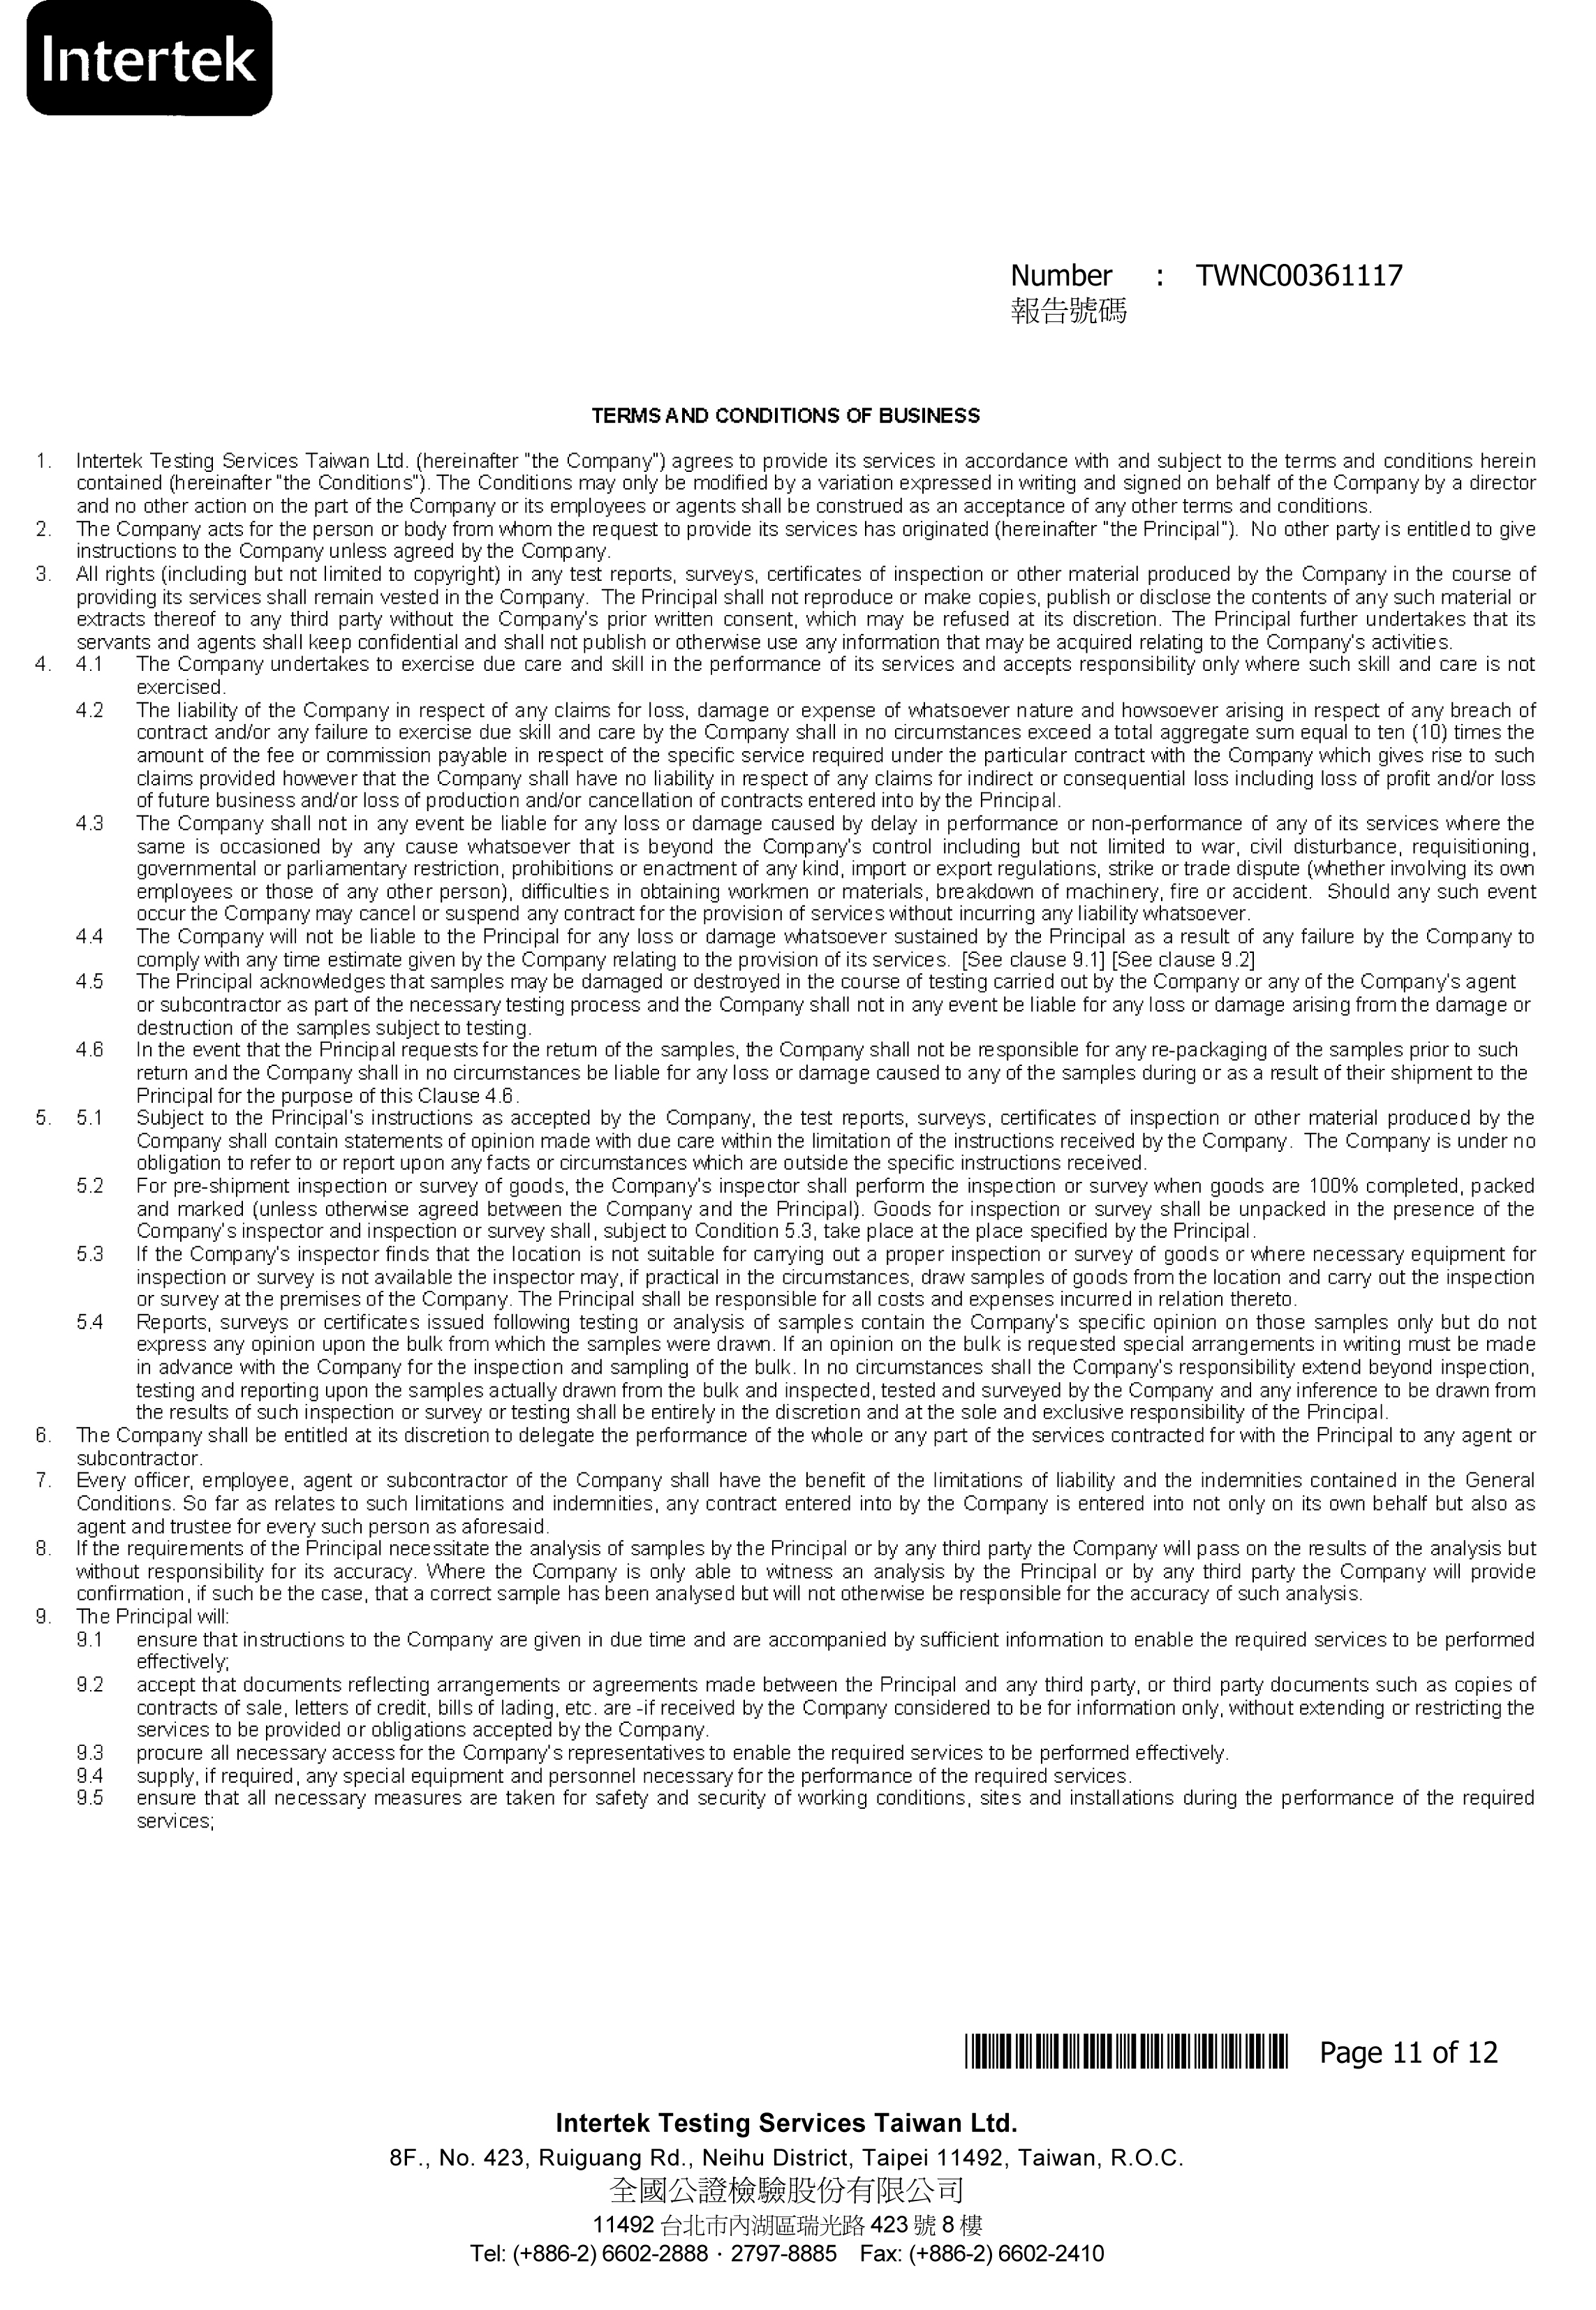 Intertek
Number : TWNC00361117
報告號碼
TERMS AND CONDITIONS OF BUSINESS
1. Intertek Testing Services Taiwan Ltd. (hereinafter "the Company") agrees to provide its services in accordance with and subject to the terms and conditions herein
contained (hereinafter "the Conditions"). The Conditions may only be modified by a variation expressed in writing and signed on behalf of the Company by a director
and no other action on the part of the Company or its employees or agents shall be construed as an acceptance of any other terms and conditions.
2. The Company acts for the person or body from whom the request to provide its services has originated (hereinafter "the Principal"). No other party is entitled to give
instructions to the Company unless agreed by the Company.
3. All rights (including but not limited to copyright) in any test reports, surveys, certificates of inspection or other material produced by the Company in the course of
providing its services shall remain vested in the Company. The Principal shall not reproduce or make copies, publish or disclose the contents of any such material or
extracts thereof to any third party without the Company's prior written consent, which may be refused at its discretion. The Principal further undertakes that its
servants and agents shall keep confidential and shall not publish or otherwise use any information that may be acquired relating to the Company's activities.
4. 4.1 The Company undertakes to exercise due care and skill in the performance of its services and accepts responsibility only where such skill and care is not
exercised.
4.2 The liability of the Company in respect of any claims for loss, damage or expense of whatsoever nature and howsoever arising in respect of any breach of
contract and/or any failure to exercise due skill and care by the Company shall in no circumstances exceed a total aggregate sum equal to ten (10) times the
amount of the fee or commission payable in respect of the specific service required under the particular contract with the Company which gives rise to such
claims provided however that the Company shall have no liability in respect of any claims for indirect or consequential loss including loss of profit and/or loss
of future business and/or loss of production and/or cancellation of contracts entered into by the Principal.
4.3 The Company shall not in any event be liable for any loss or damage caused by delay in performance or non-performance of any of its services where the
same is occasioned by any cause whatsoever that is beyond the Company's control including but not limited to war, civil disturbance, requisitioning,
governmental or parliamentary restriction, prohibitions or enactment of any kind, import or export regulations, strike or trade dispute (whether involving its own
employees or those of any other person), difficulties in obtaining workmen or materials, breakdown of machinery, fire or accident. Should any such event
occur the Company may cancel or suspend any contract for the provision of services without incurring any liability whatsoever.
4.4 The Company will not be liable to the Principal for any loss or damage whatsoever sustained by the Principal as a result of any failure by the Company to
comply with any time estimate given by the Company relating to the provision of its services. [See clause 9.1] [See clause 9.2]
4.5 The Principal acknowledges that samples may be damaged or destroyed in the course of testing carried out by the Company or any of the Company's agent
or subcontractor as part of the necessary testing process and the Company shall not in any event be liable for any loss or damage arising from the damage or
destruction of the samples subject to testing.
4.6 In the event that the Principal requests for the return of the samples, the Company shall not be responsible for any re-packaging of the samples prior to such
return and the Company shall in no circumstances be liable for any loss or damage caused to any of the samples during or as a result of their shipment to the
Principal for the purpose of this Clause 4.6.
5. 5.1 Subject to the Principal's instructions as accepted by the Company, the test reports, surveys, certificates of inspection or other material produced by the
Company shall contain statements of opinion made with due care within the limitation of the instructions received by the Company. The Company is under no
obligation to refer to or report upon any facts or circumstances which are outside the specific instructions received.
5.2 For pre-shipment inspection or survey of goods, the Company's inspector shall perform the inspection or survey when goods are 100% completed, packed
and marked (unless otherwise agreed between the Company and the Principal). Goods for inspection or survey shall be unpacked in the presence of the
Company's inspector and inspection or survey shall, subject to Condition 5.3, take place at the place specified by the Principal.
5.3 If the Company's inspector finds that the location is not suitable for carrying out a proper inspection or survey of goods or where necessary equipment for
inspection or survey is not available the inspector may, if practical in the circumstances, draw samples of goods from the location and carry out the inspection
or survey at the premises of the Company. The Principal shall be responsible for all costs and expenses incurred in relation thereto.
5.4 Reports, surveys or certificates issued following testing or analysis of samples contain the Company's specific opinion on those samples only but do not
express any opinion upon the bulk from which the samples were drawn. If an opinion on the bulk is requested special arrangements in writing must be made
in advance with the Company for the inspection and sampling of the bulk. In no circumstances shall the Company's responsibility extend beyond inspection,
testing and reporting upon the samples actually drawn from the bulk and inspected, tested and surveyed by the Company and any inference to be drawn from
the results of such inspection or survey or testing shall be entirely in the discretion and at the sole and exclusive responsibility of the Principal.
6. The Company shall be entitled at its discretion to delegate the performance of the whole or any part of the services contracted for with the Principal to any agent or
subcontractor.
7. Every officer, employee, agent or subcontractor of the Company shall have the benefit of the limitations of liability and the indemnities contained in the General
Conditions. So far as relates to such limitations and indemnities, any contract entered into by the Company is entered into not only on its own behalf but also as
agent and trustee for every such person as aforesaid.
8. If the requirements of the Principal necessitate the analysis of samples by the Principal or by any third party the Company will pass on the results of the analysis but
without responsibility for its accuracy. Where the Company is only able to witness an analysis by the Principal or by any third party the Company will provide
confirmation, if such be the case, that a correct sample has been analysed but will not otherwise be responsible for the accuracy of such analysis.
9. The Principal will:
9.1 ensure that instructions to the Company are given in due time and are accompanied by sufficient information to enable the required services to be performed
effectively;
9.2 accept that documents reflecting arrangements or agreements made between the Principal and any third party, or third party documents such as copies of
contracts of sale, letters of credit, bills of lading, etc. are -if received by the Company considered to be for information only, without extending or restricting the
services to be provided or obligations accepted by the Company.
9.3 procure all necessary access for the Company's representatives to enable the required services to be performed effectively.
9.4 supply, if required, any special equipment and personnel necessary for the performance of the required services.
9.5 ensure that all necessary measures are taken for safety and security of working conditions, sites and installations during the performance of the required
services;
Page 11 of 12
Intertek Testing Services Taiwan Ltd.
8F., No. 423, Ruiguang Rd., Neihu District, Taipei 11492, Taiwan, R.O.C.
全國公證檢驗股份有限公司
11492 台北市內湖區瑞光路 423 號 8 樓
Tel: (+886-2) 6602-2888 · 2797-8885 Fax: (+886-2) 6602-2410